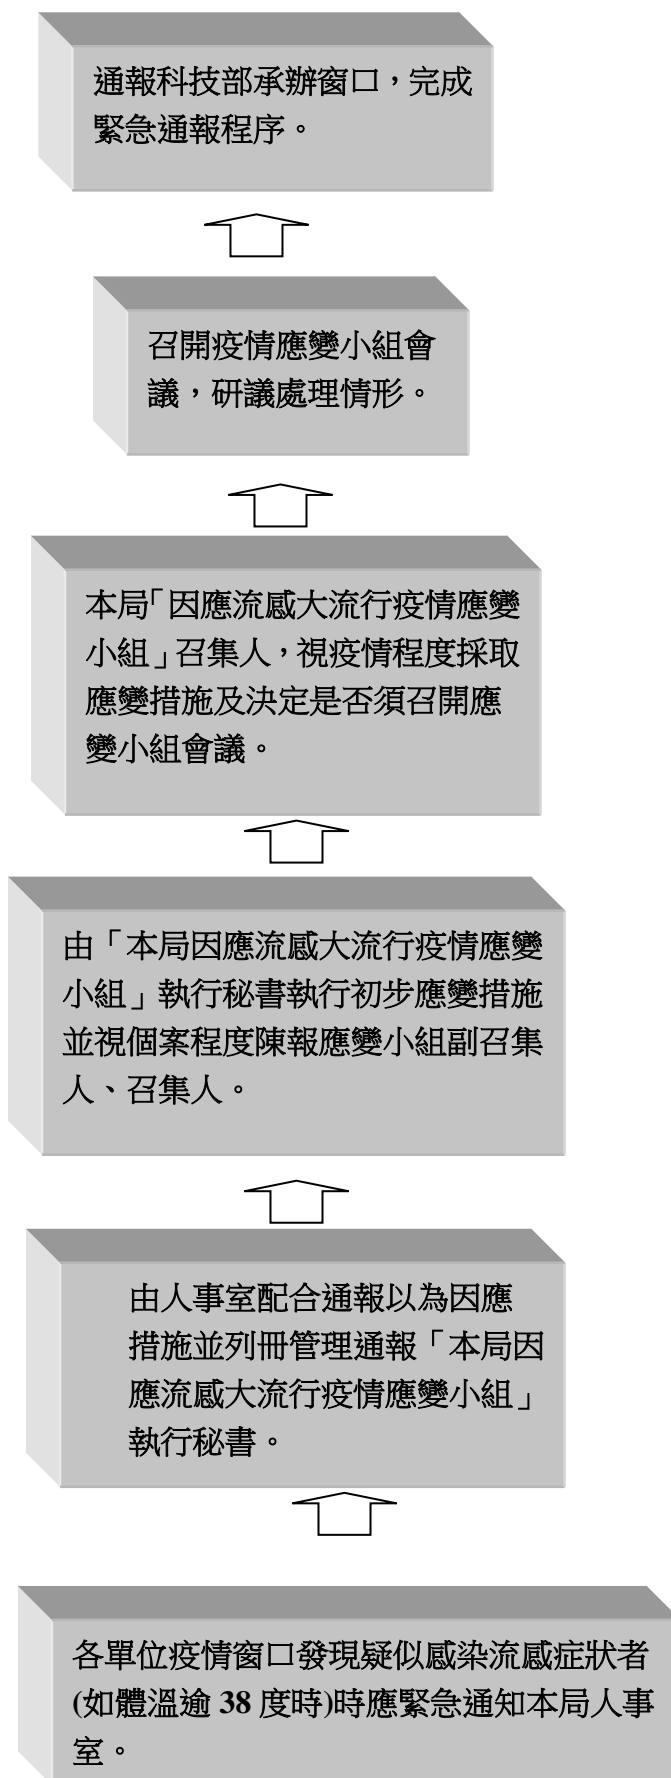 通報科技部承辦窗口，完成
緊急通報程序。
召開疫情應變小組會
議，研議處理情形。
本局「因應流感大流行疫情應變
小組」召集人，視疫情程度採取
應變措施及決定是否須召開應
變小組會議。
由「本局因應流感大流行疫情應變
小組」執行秘書執行初步應變措施
並視個案程度陳報應變小組副召集
人、召集人。
由人事室配合通報以為因應
措施並列冊管理通報「本局因
應流感大流行疫情應變小組」
執行秘書。
各單位疫情窗口發現疑似感染流感症狀者
(如體溫逾 38 度時)時應緊急通知本局人事
室。